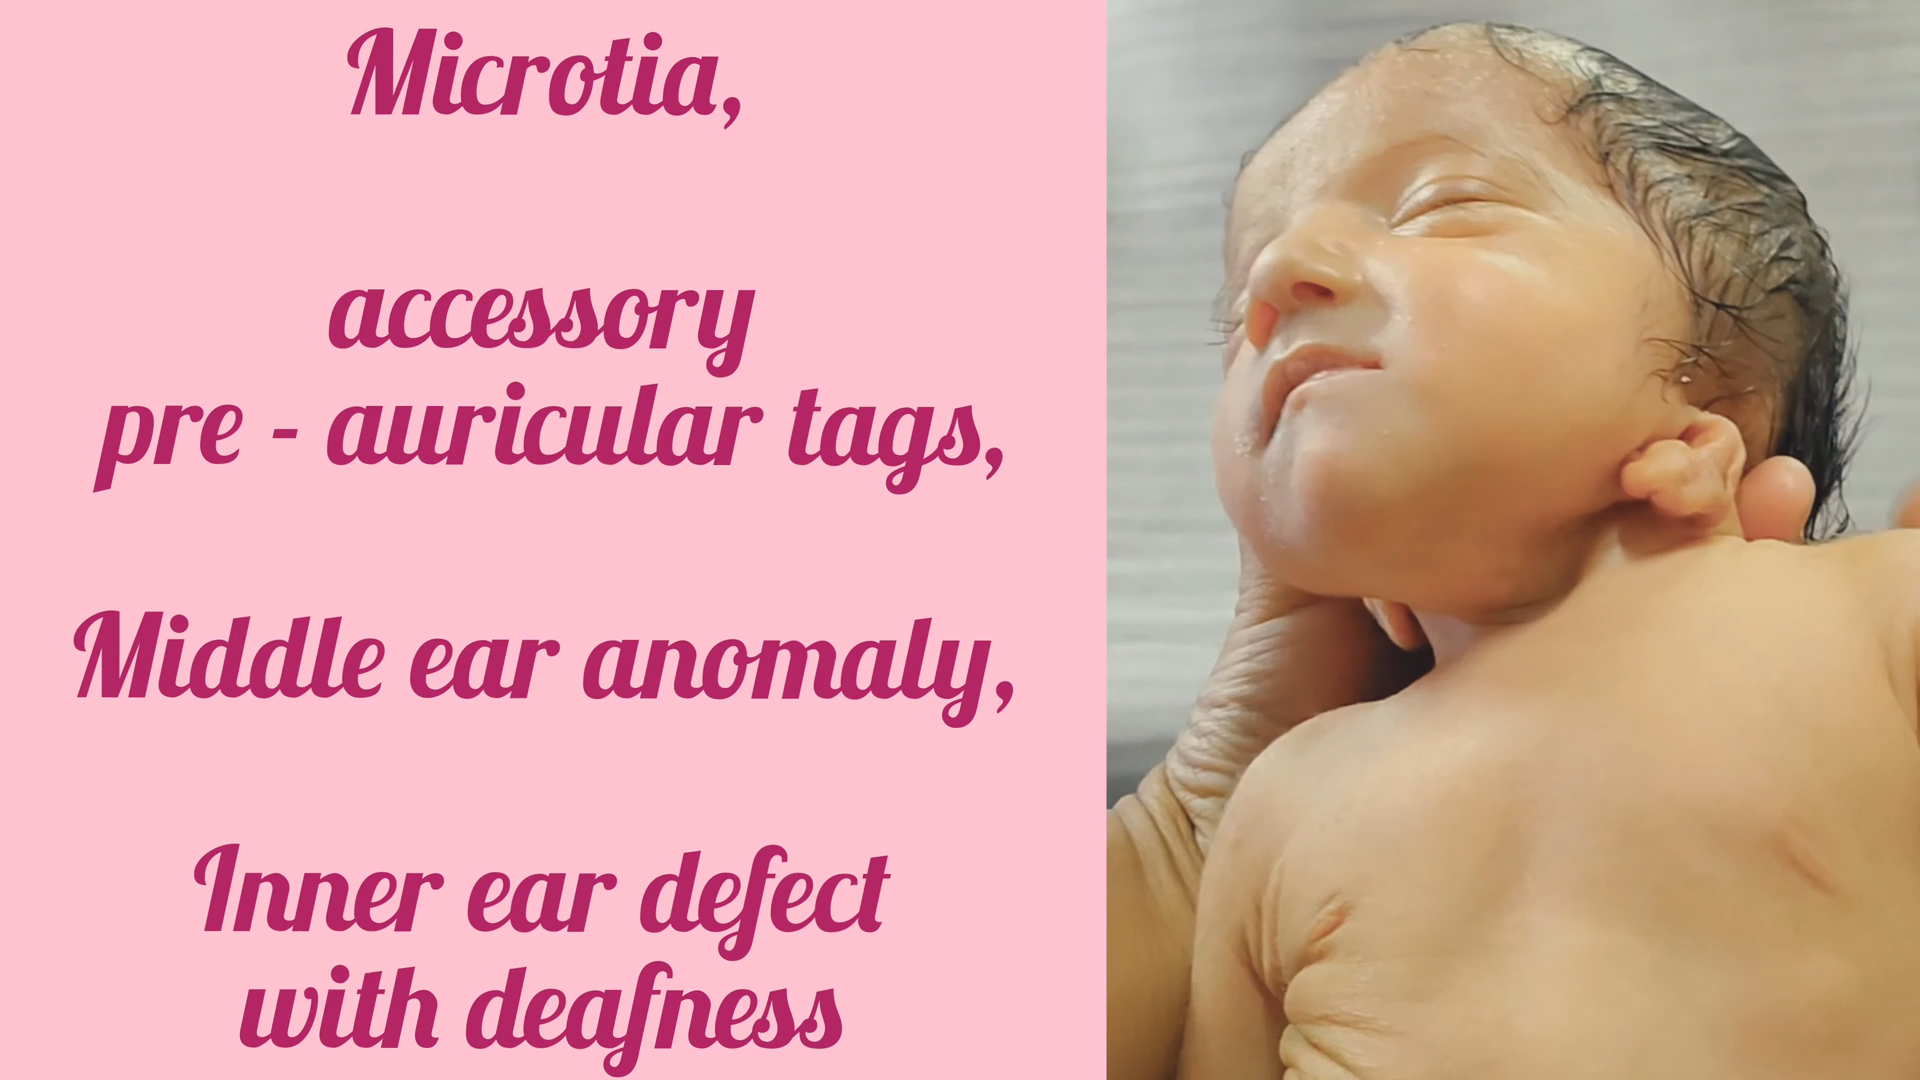 Microtia,
accessory
pre - auricular tags,
Middle ear anomaly,
Inner ear defect
with deafness